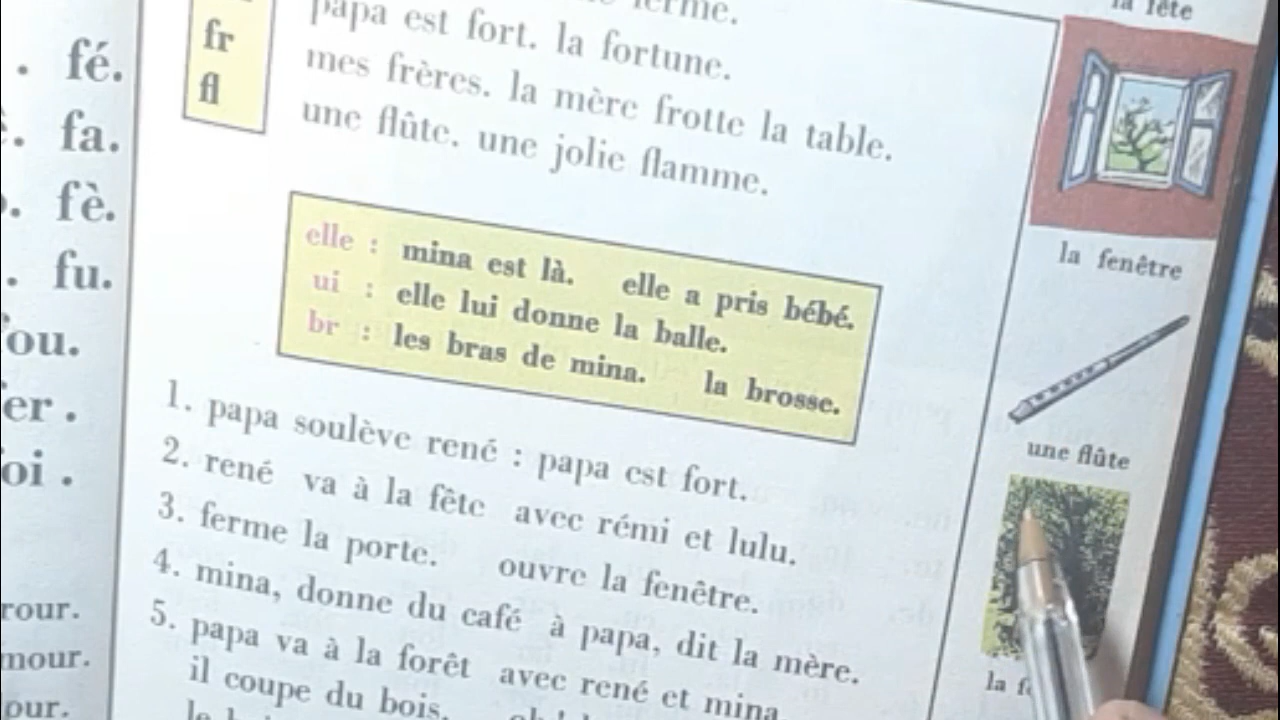 fé.
fa.
fè.
fu.
ou.
er.
oi.
rour.
mour.
our.
fr
fl
papa est fort. la fortune.
mes frères. la mère frotte la table.
une flûte. une jolie flamme.
elle : mina est là. elle a pris bébé.
ui : elle lui donne la balle.
br : les bras de mina. la brosse.
1. papa soulève rené : papa est fort.
2. rené va à la fête avec rémi et lulu.
3. ferme la porte. ouvre la fenêtre.
4. mina, donne du café à papa, dit la mère.
5. papa va à la forêt avec rené et mina
il coupe du bois.
la fête
la fenêtre
une flûte
la